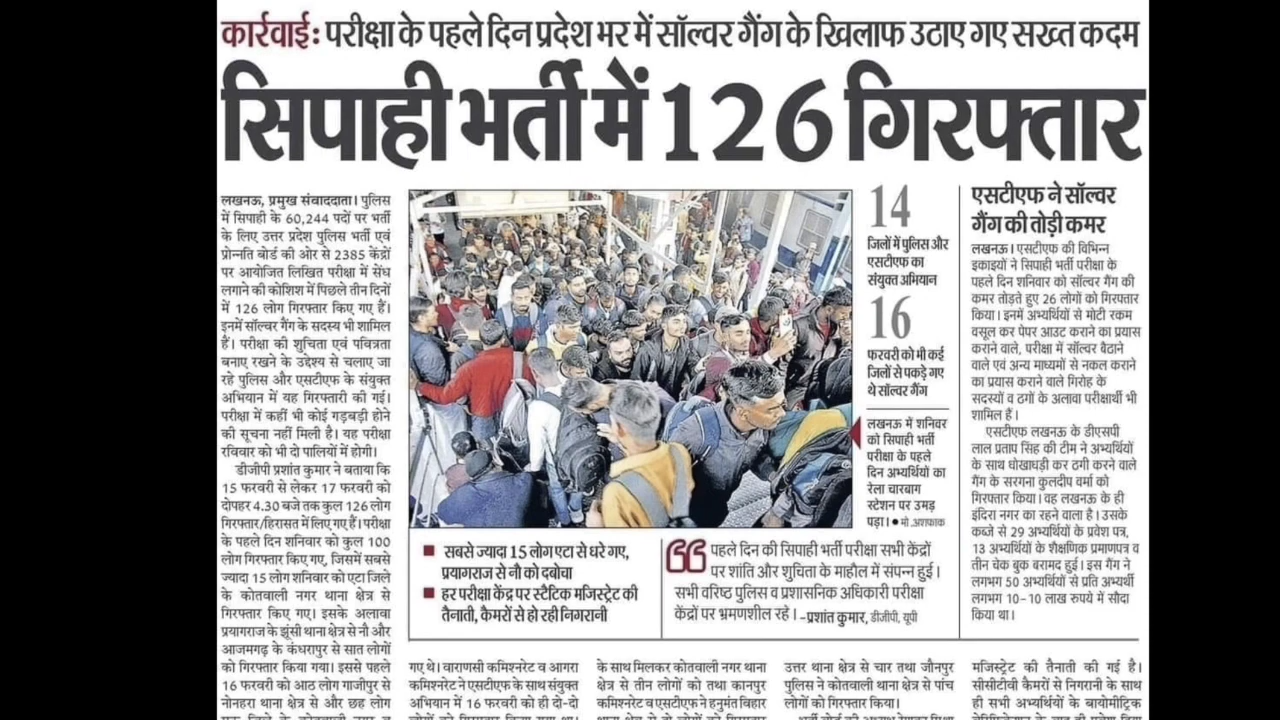 कार्रवाई: परीक्षा के पहले दिन प्रदेश भर में सॉल्वर गैंग के खिलाफ उठाए गए सख्त कदम
सिपाही भर्ती में 126 गिरफ्तार
लखनऊ, प्रमुख संवाददाता। पुलिस
में सिपाही के 60,244 पदों पर भर्ती
के लिए उत्तर प्रदेश पुलिस भर्ती एवं
प्रोन्नति बोर्ड की ओर से 2385 केंद्रों
पर आयोजित लिखित परीक्षा में सेंध
लगाने की कोशिश में पिछले तीन दिनों
में 126 लोग गिरफ्तार किए गए हैं।
इनमें सॉल्वर गैंग के सदस्य भी शामिल
हैं। परीक्षा की शुचिता एवं पवित्रता
बनाए रखने के उद्देश्य से चलाए जा
रहे पुलिस और एसटीएफ के संयुक्त
अभियान में यह गिरफ्तारी की गई।
परीक्षा में कहीं भी कोई गड़बड़ी होने
की सूचना नहीं मिली है। यह परीक्षा
रविवार को भी दो पालियों में होगी।
डीजीपी प्रशांत कुमार ने बताया कि
15 फरवरी से लेकर 17 फरवरी को
दोपहर 4.30 बजे तक कुल 126 लोग
गिरफ्तार/हिरासत में लिए गए हैं। परीक्षा
के पहले दिन शनिवार को कुल 100
लोग गिरफ्तार किए गए, जिसमें सबसे
ज्यादा 15 लोग शनिवार को एटा जिले
के कोतवाली नगर थाना क्षेत्र से
गिरफ्तार किए गए। इसके अलावा
प्रयागराज के झूंसी थाना क्षेत्र से नौ और
आजमगढ़ के कंधरापुर से सात लोगों
को गिरफ्तार किया गया। इससे पहले
16 फरवरी को आठ लोग गाजीपुर से
नोनहरा थाना क्षेत्र से और छह लोग
14
जिलों में पुलिस और
एसटीएफ का
संयुक्त अभियान
16
फरवरी को भी कई
जिलों से पकड़े गए
थे सॉल्वर गैंग
लखनऊ में शनिवर
को सिपाही भर्ती
परीक्षा के पहले
दिन अभ्यर्थियों का
रेला चारबाग
स्टेशन पर उमड़
पड़ा। ● मो .अशफाक
■ सबसे ज्यादा 15 लोग एटा से धरे गए,
प्रयागराज से नौ को दबोचा
■ हर परीक्षा केंद्र पर स्टैटिक मजिस्ट्रेट की
तैनाती, कैमरों से हो रही निगरानी
पहले दिन की सिपाही भर्ती परीक्षा सभी केंद्रों
पर शांति और शुचिता के माहौल में संपन्न हुई।
सभी वरिष्ठ पुलिस व प्रशासनिक अधिकारी परीक्षा
केंद्रों पर भ्रमणशील रहे। -प्रशांत कुमार, डीजीपी, यूपी
एसटीएफ ने सॉल्वर
गैंग की तोड़ी कमर
लखनऊ। एसटीएफ की विभिन्न
इकाइयों ने सिपाही भर्ती परीक्षा के
पहले दिन शनिवार को सॉल्वर गैंग की
कमर तोड़ते हुए 26 लोगों को गिरफ्तार
किया। इनमें अभ्यर्थियों से मोटी रकम
वसूल कर पेपर आउट कराने का प्रयास
कराने वाले, परीक्षा में सॉल्वर बैठाने
वाले एवं अन्य माध्यमों से नकल कराने
का प्रयास कराने वाले गिरोह के
सदस्यों व ठगों के अलावा परीक्षार्थी भी
शामिल हैं।
एसटीएफ लखनऊ के डीएसपी
लाल प्रताप सिंह की टीम ने अभ्यर्थियों
के साथ धोखाधड़ी कर ठगी करने वाले
गैंग के सरगना कुलदीप वर्मा को
गिरफ्तार किया। वह लखनऊ के ही
इंदिरा नगर का रहने वाला है। उसके
कब्जे से 29 अभ्यर्थियों के प्रवेश पत्र,
13 अभ्यर्थियों के शैक्षणिक प्रमाणपत्र व
तीन चेक बुक बरामद हुई। इस गैंग ने
लगभग 50 अभ्यर्थियों से प्रति अभ्यर्थी
लगभग 10-10 लाख रुपये में सौदा
किया था।
गए थे। वाराणसी कमिश्नरेट व आगरा
कमिश्नरेट ने एसटीएफ के साथ संयुक्त
अभियान में 16 फरवरी को ही दो-दो
के साथ मिलकर कोतवाली नगर थाना
क्षेत्र से तीन लोगों को तथा कानपुर
कमिश्नरेट व एसटीएफ ने हनुमंत विहार
उत्तर थाना क्षेत्र से चार तथा जौनपुर
पुलिस ने कोतवाली थाना क्षेत्र से पांच
लोगों को गिरफ्तार किया।
मजिस्ट्रेट की तैनाती की गई है।
सीसीटीवी कैमरों से निगरानी के साथ
ही सभी अभ्यर्थियों के बायोमीट्रिक